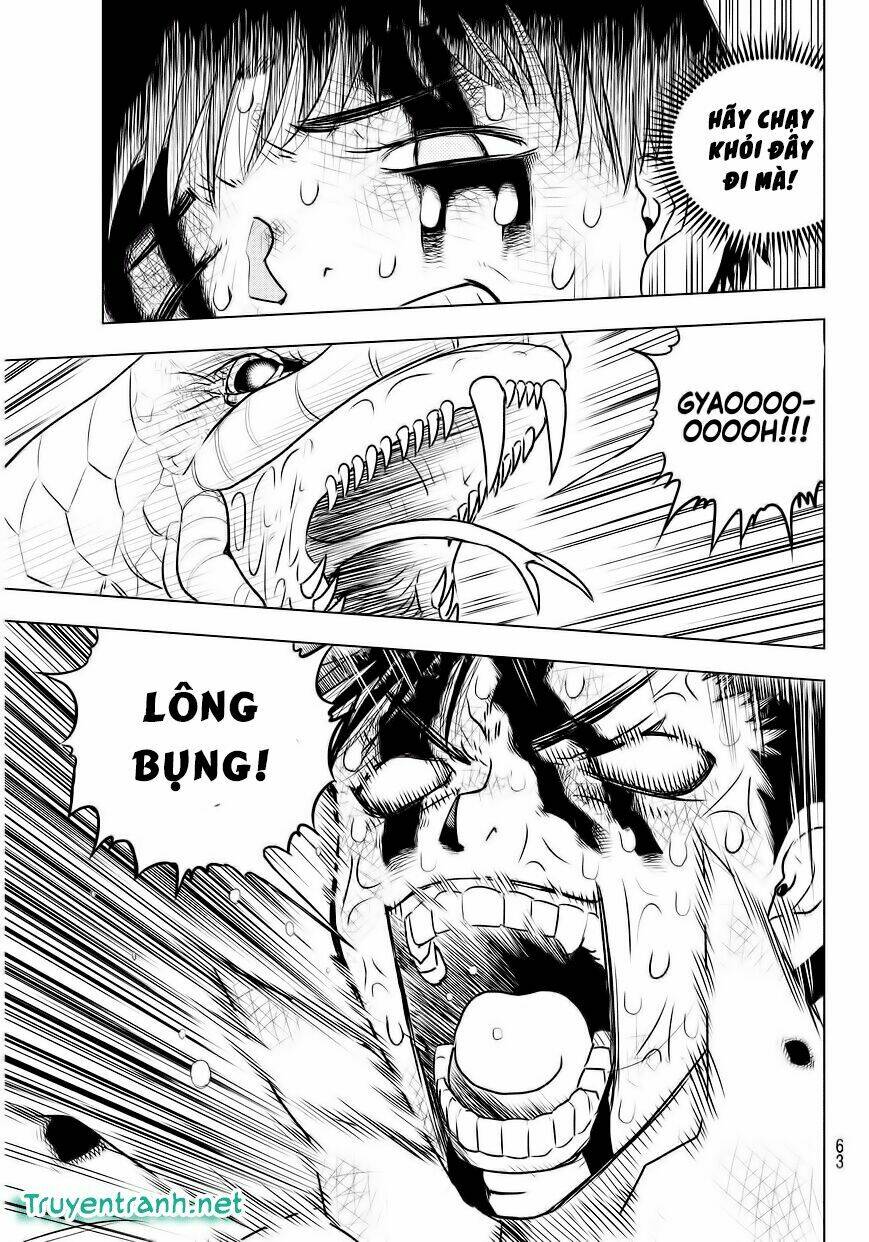 HÃY CHẠY
KHỎI ĐÂY
ĐI MÀ!
GYAOOOO-
OOOOH!!!
LÔNG
BỤNG!
63
Truyentranh.net